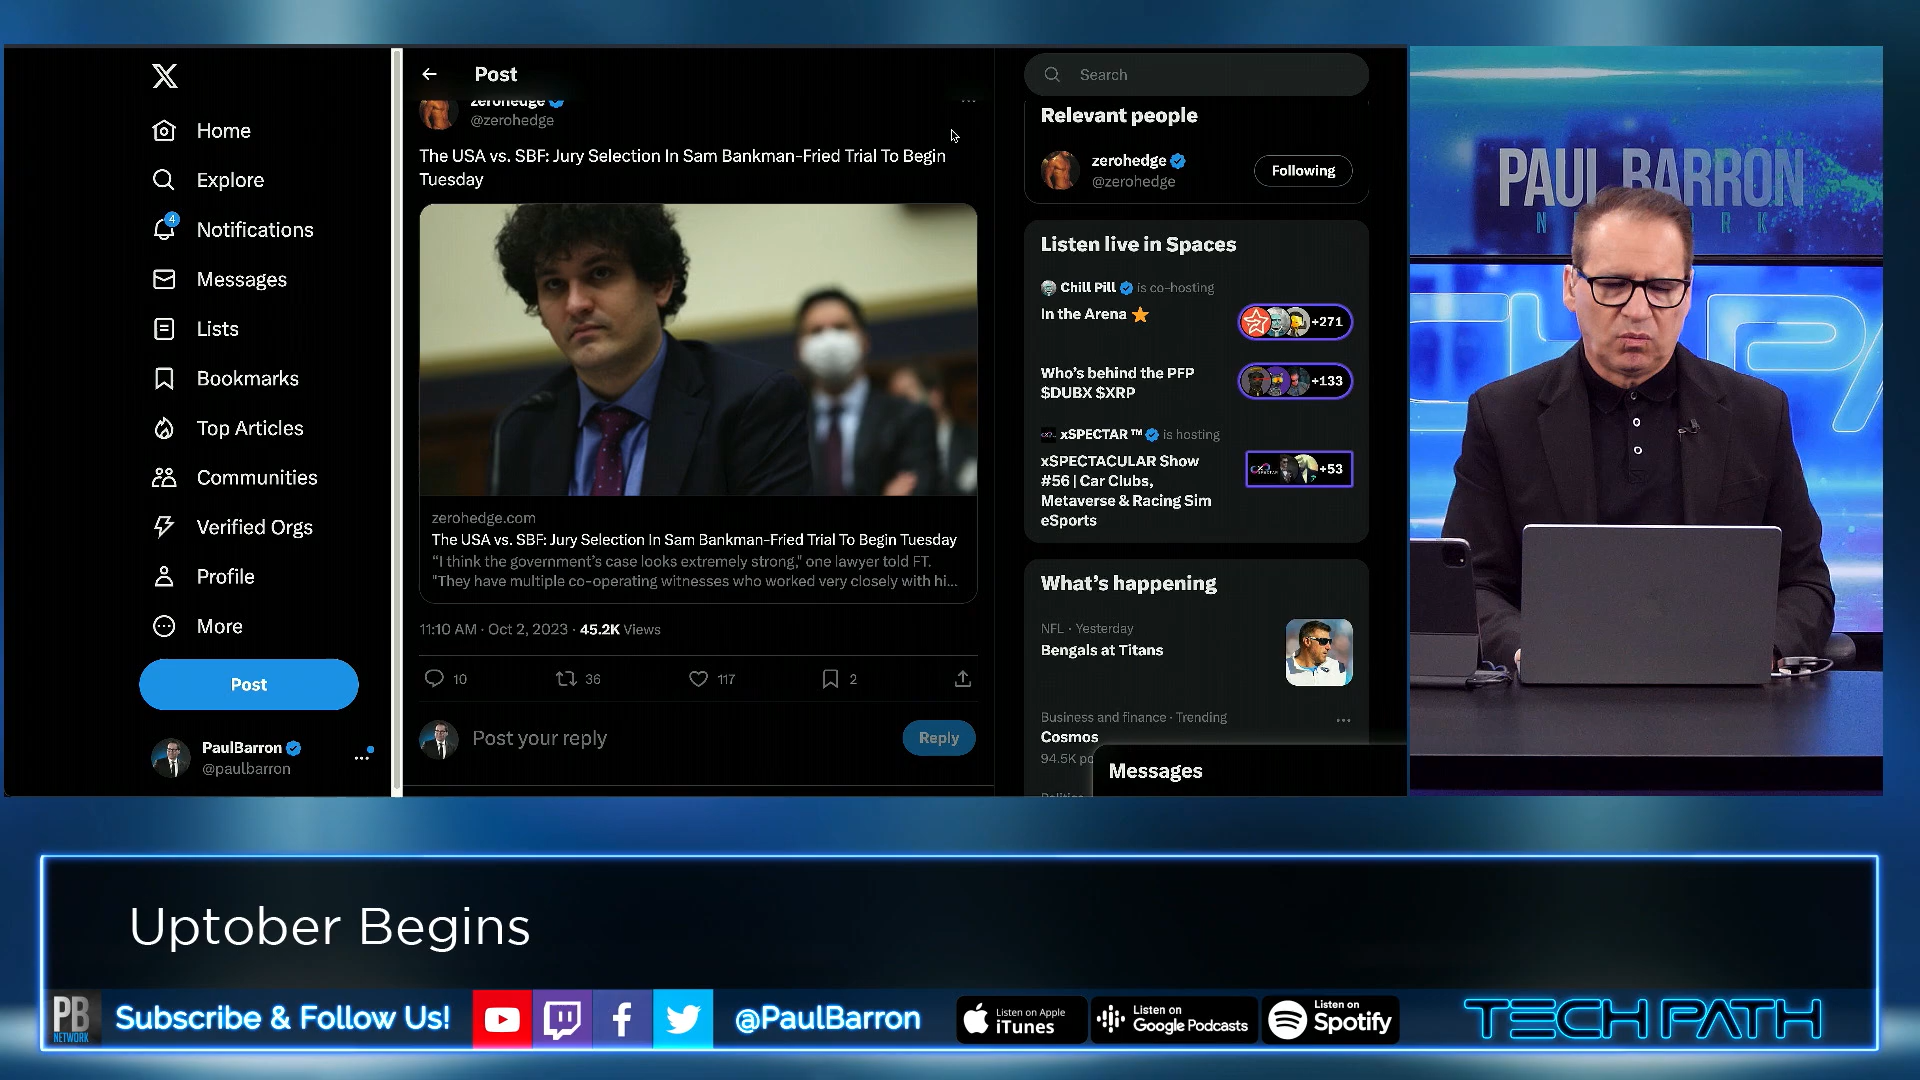 Post
Search
zerohedge
@zerohedge
The USA vs. SBF: Jury Selection In Sam Bankman-Fried Trial To Begin
Tuesday
Home
Explore
4
Notifications
Messages
Lists
Bookmarks
Top Articles
Communities
Verified Orgs
Profile
More
Post
PaulBarron
@paulbarron
zerohedge.com
The USA vs. SBF: Jury Selection In Sam Bankman-Fried Trial To Begin Tuesday
“I think the government’s case looks extremely strong," one lawyer told FT.
"They have multiple co-operating witnesses who worked very closely with hi...
11:10 AM · Oct 2, 2023 · 45.2K Views
10
36
117
2
Post your reply
Reply
Relevant people
zerohedge
@zerohedge
Following
Listen live in Spaces
Chill Pill is co-hosting
In the Arena
+271
Who’s behind the PFP
$DUBX $XRP
+133
xSPECTAR ™ is hosting
xSPECTACULAR Show
#56 | Car Clubs,
Metaverse & Racing Sim
eSports
+53
What’s happening
NFL · Yesterday
Bengals at Titans
Business and finance · Trending
Cosmos
94.5K po
Messages
PAUL BARRON
Uptober Begins
PB
NETWORK
Subscribe & Follow Us!
@PaulBarron
Listen on Apple
iTunes
Listen on
Google Podcasts
Listen on
Spotify
TECH PATH